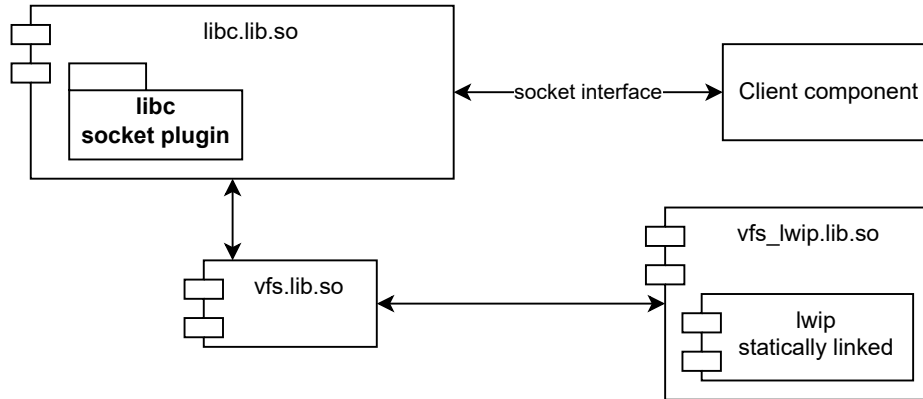 libc.lib.so
libc
socket plugin
socket interface
Client component
vfs.lib.so
vfs_lwip.lib.so
lwip
statically linked